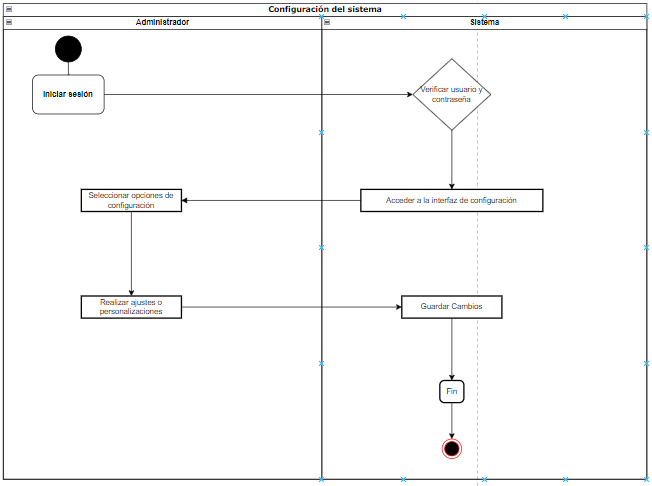 Configuración del sistema
Administrador
Sistema
Iniciar sesión
Verificar usuario y
contraseña
Seleccionar opciones de
configuración
Acceder a la interfaz de configuración
Realizar ajustes o
personalizaciones
Guardar Cambios
Fin